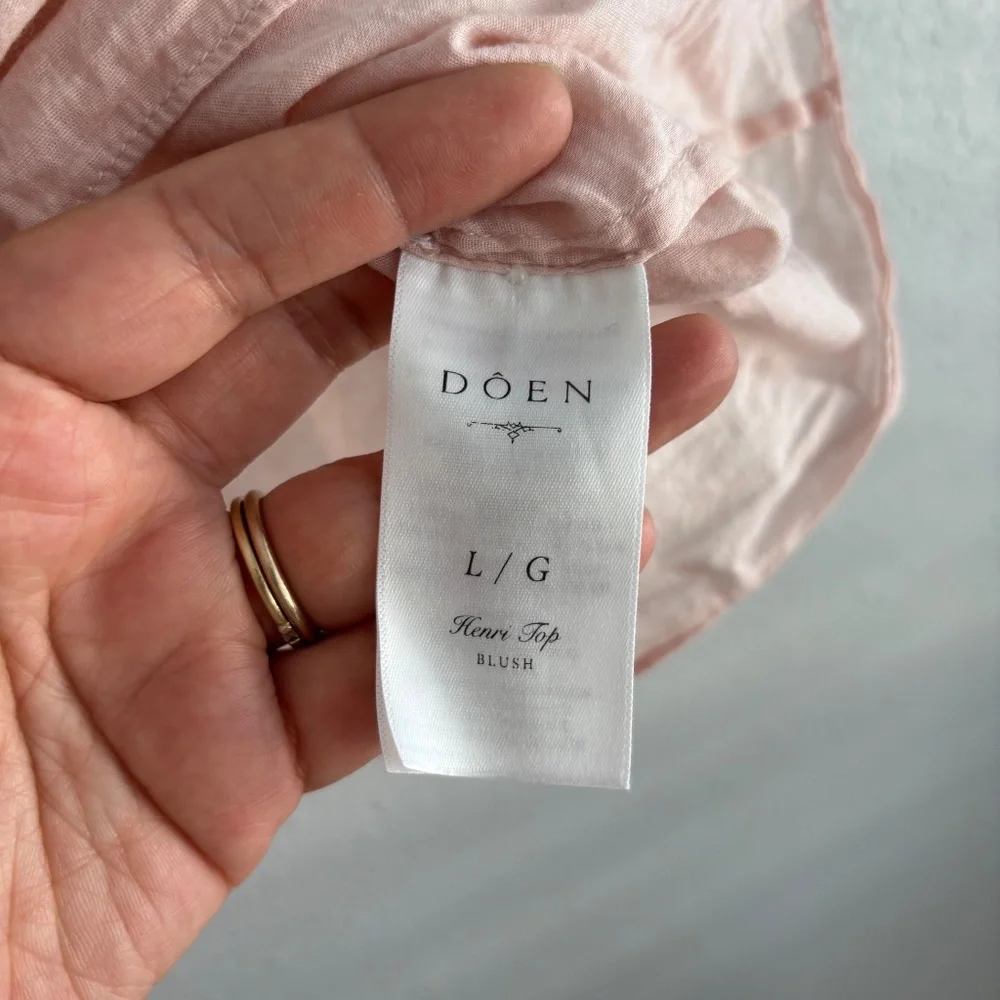 DÔEN
L / G
Henri Top
BLUSH